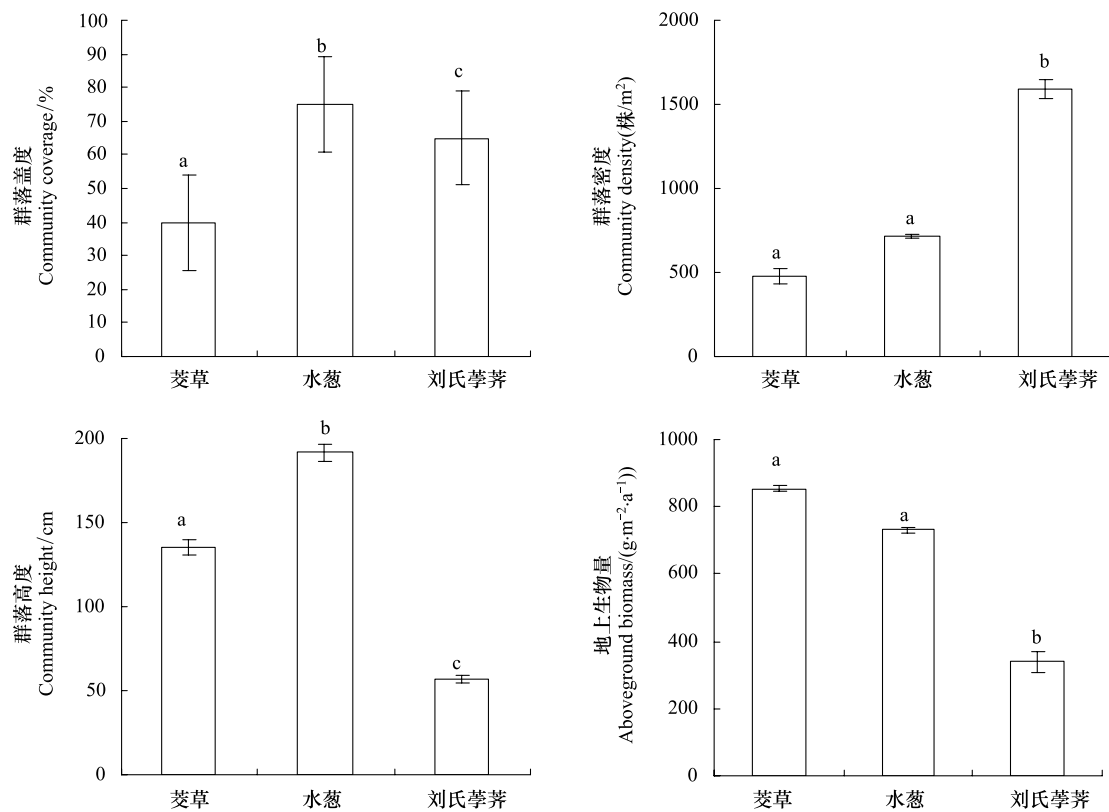 群落盖度
Community coverage/%
100
90
80
70
60
50
40
30
20
10
0
a
b
c
茭草
水葱
刘氏荸荠
群落密度
Community density(株/m²)
2000
1500
1000
500
0
a
a
b
茭草
水葱
刘氏荸荠
群落高度
Community height/cm
200
150
100
50
0
a
b
c
茭草
水葱
刘氏荸荠
地上生物量
Aboveground biomass/(g·m⁻²·a⁻¹))
1000
800
600
400
200
0
a
a
b
茭草
水葱
刘氏荸荠